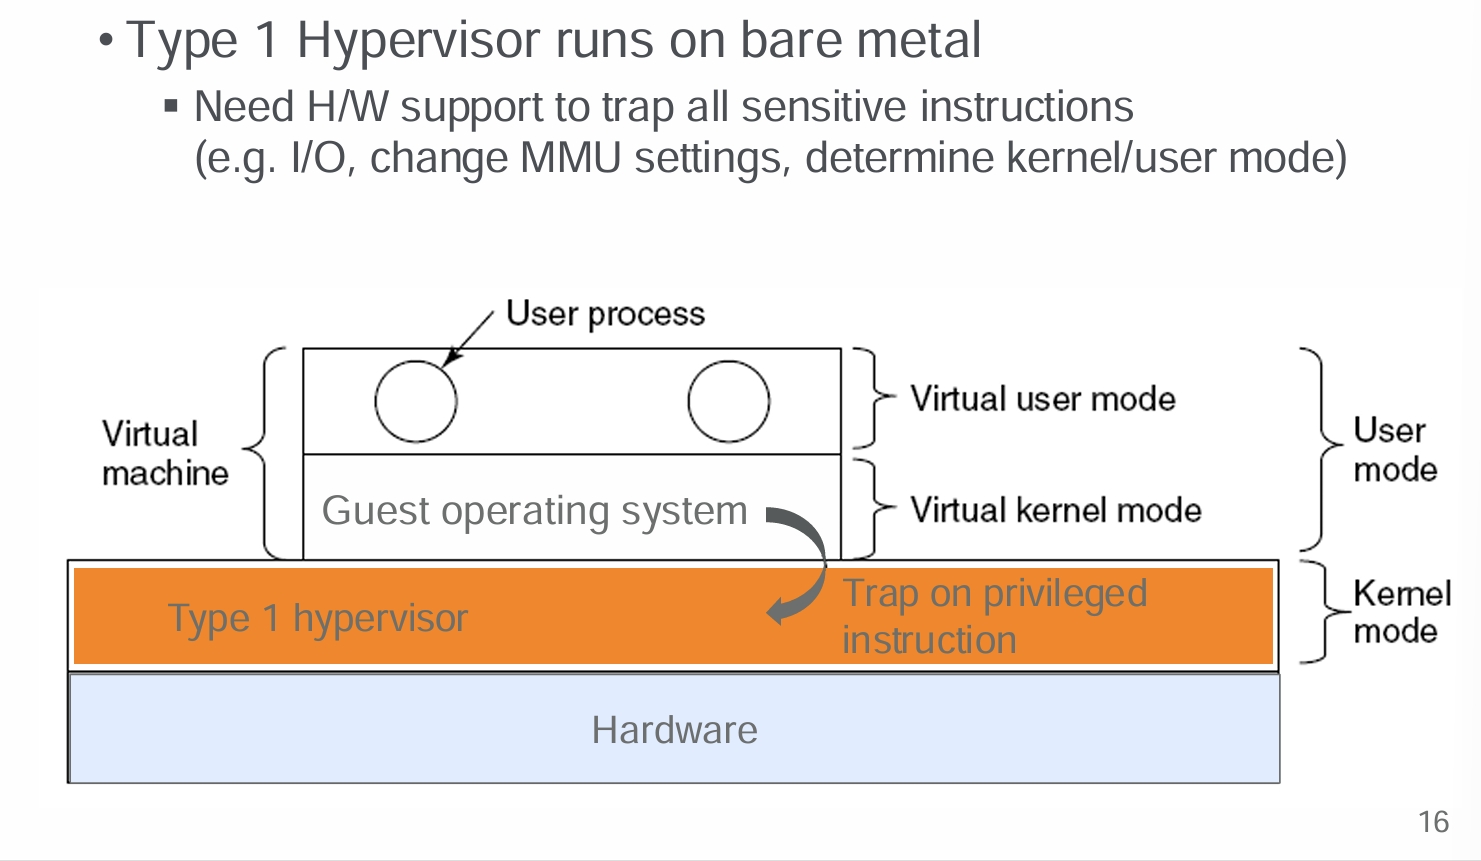 • Type 1 Hypervisor runs on bare metal
▪ Need H/W support to trap all sensitive instructions
(e.g. I/O, change MMU settings, determine kernel/user mode)
User process
Virtual user mode
Virtual
machine
User
mode
Guest operating system
Virtual kernel mode
Type 1 hypervisor
Trap on privileged
instruction
Kernel
mode
Hardware
16